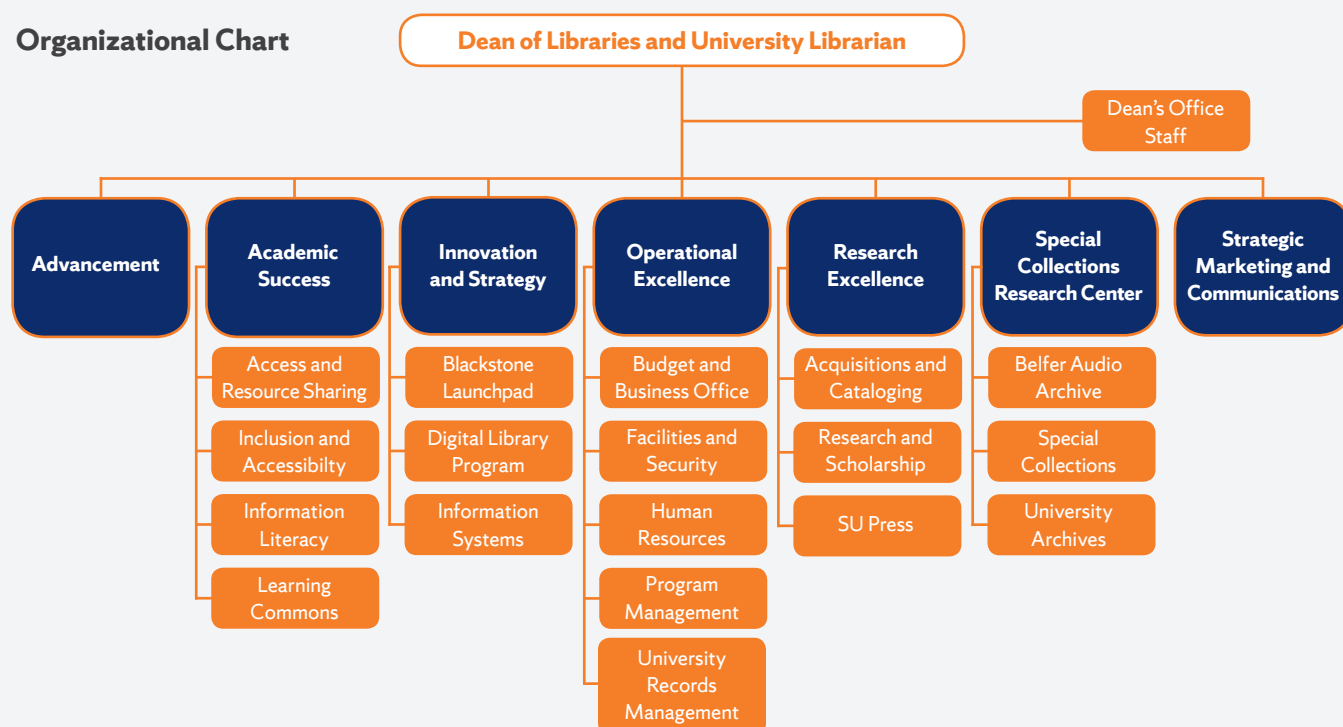 Organizational Chart
Dean of Libraries and University Librarian
Dean’s Office
Staff
Advancement
Academic
Success
Access and
Resource Sharing
Inclusion and
Accessibilty
Information
Literacy
Learning
Commons
Innovation
and Strategy
Blackstone
Launchpad
Digital Library
Program
Information
Systems
Operational
Excellence
Budget and
Business Office
Facilities and
Security
Human
Resources
Program
Management
University
Records
Management
Research
Excellence
Acquisitions and
Cataloging
Research and
Scholarship
SU Press
Special
Collections
Research Center
Belfer Audio
Archive
Special
Collections
University
Archives
Strategic
Marketing and
Communications